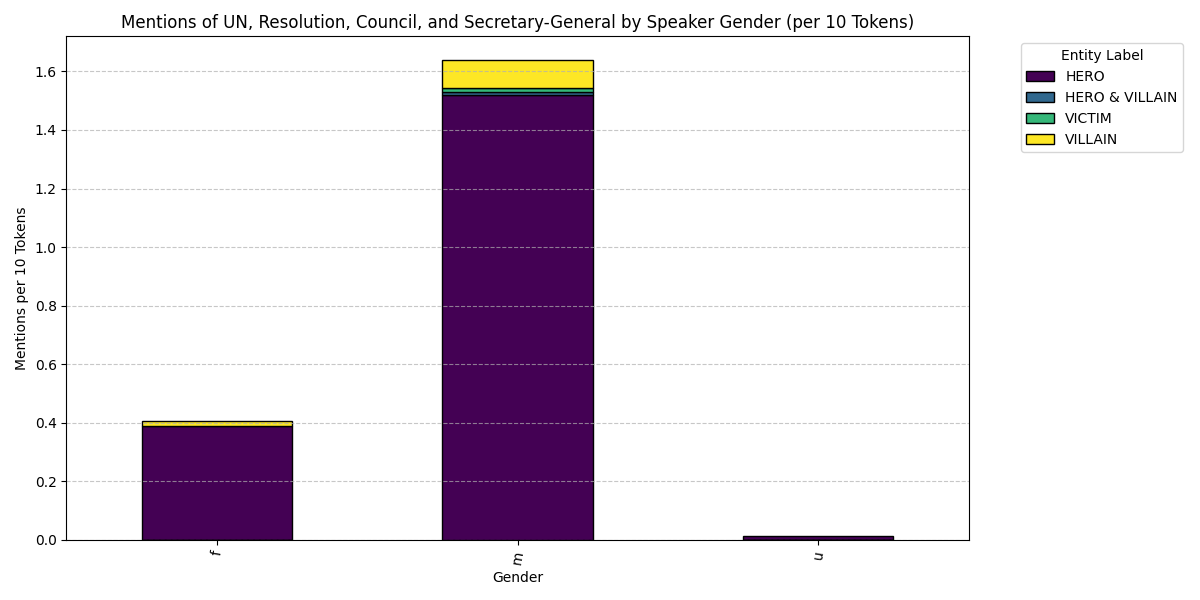 Mentions of UN, Resolution, Council, and Secretary-General by Speaker Gender (per 10 Tokens)
Mentions per 10 Tokens
1.6
1.4
1.2
1.0
0.8
0.6
0.4
0.2
0.0
f
m
u
Gender
Entity Label
HERO
HERO & VILLAIN
VICTIM
VILLAIN